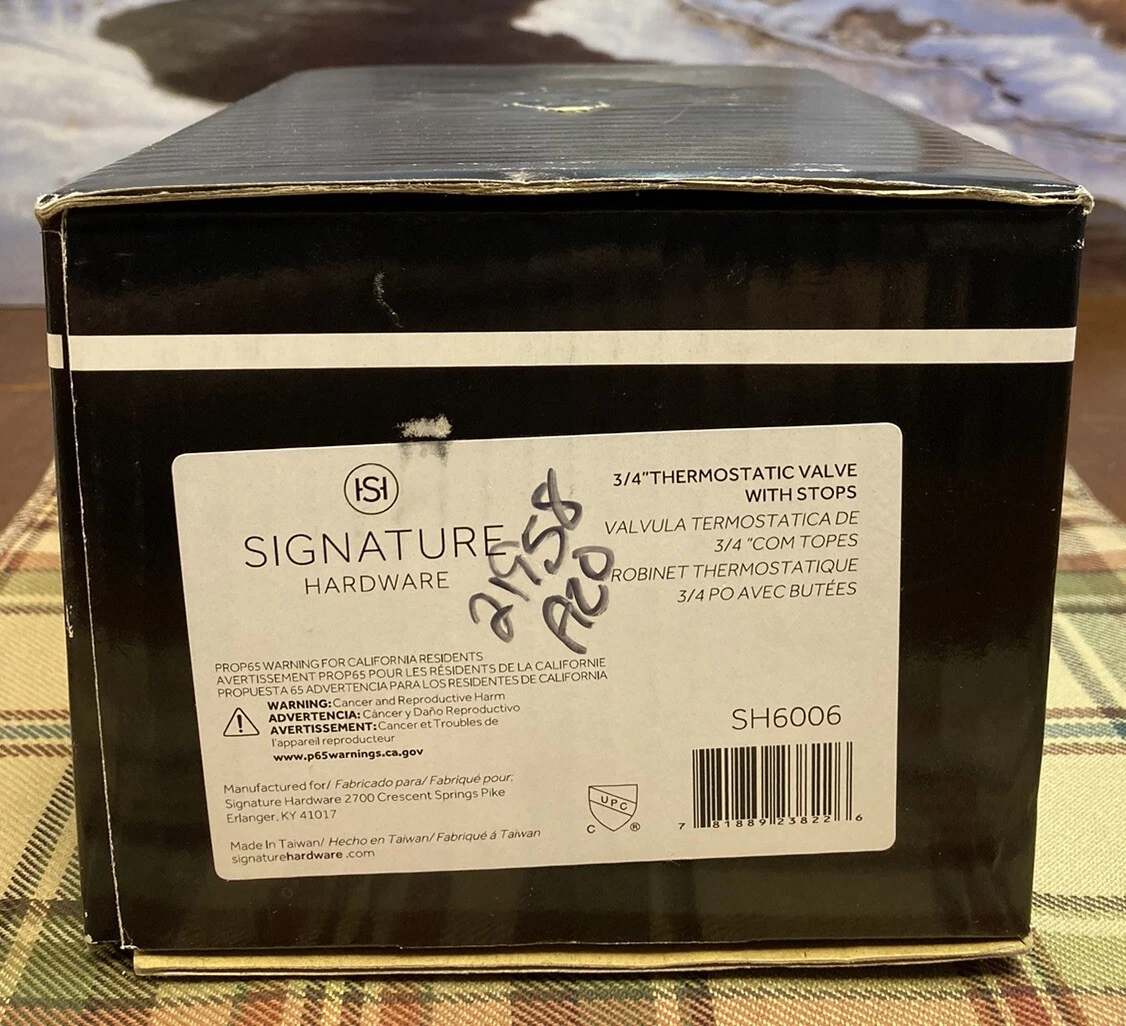 HSH
SIGNATURE
HARDWARE
21958
ACO
3/4"THERMOSTATIC VALVE
WITH STOPS
VALVULA TERMOSTATICA DE
3/4 "COM TOPES
ROBINET THERMOSTATIQUE
3/4 PO AVEC BUTÉES
PROP65 WARNING FOR CALIFORNIA RESIDENTS
AVERTISSEMENT PROP65 POUR LES RÉSIDENTS DE LA CALIFORNIE
PROPUESTA 65 ADVERTENCIA PARA LOS RESIDENTES DE CALIFORNIA
WARNING: Cancer and Reproductive Harm
ADVERTENCIA: Cáncer y Daño Reproductivo
AVERTISSEMENT: Cancer et Troubles de
l'appareil reproducteur
www.p65warnings.ca.gov
Manufactured for/ Fabricado para/ Fabriqué pour:
Signature Hardware 2700 Crescent Springs Pike
Erlanger, KY 41017
Made In Taiwan/ Hecho en Taiwan/ Fabriqué á Taiwan
signaturehardware.com
UPC
C ®
SH6006
7 81889 23822 6